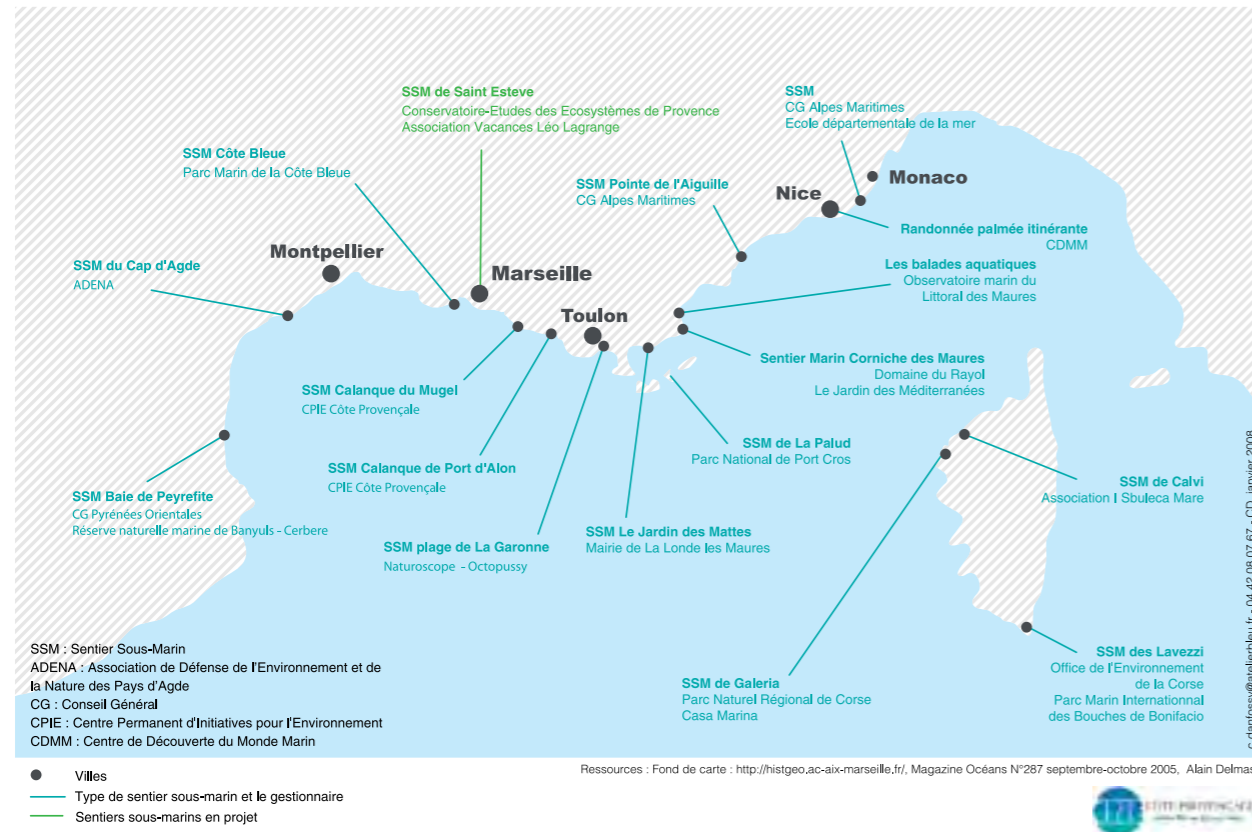 SSM de Saint Esteve
Conservatoire-Etudes des Ecosystèmes de Provence
Association Vacances Léo Lagrange
SSM
CG Alpes Maritimes
Ecole départementale de la mer
SSM Côte Bleue
Parc Marin de la Côte Bleue
SSM Pointe de l'Aiguille
CG Alpes Maritimes
Monaco
Nice
Randonnée palmée itinérante
CDMM
Montpellier
SSM du Cap d'Agde
ADENA
Marseille
Les balades aquatiques
Observatoire marin du
Littoral des Maures
Toulon
Sentier Marin Corniche des Maures
Domaine du Rayol
Le Jardin des Méditerranées
SSM Calanque du Mugel
CPIE Côte Provençale
SSM de La Palud
Parc National de Port Cros
SSM Calanque de Port d'Alon
CPIE Côte Provençale
SSM de Calvi
Association I Sbuleca Mare
SSM Baie de Peyrefite
CG Pyrénées Orientales
Réserve naturelle marine de Banyuls - Cerbere
SSM Le Jardin des Mattes
Mairie de La Londe les Maures
SSM plage de La Garonne
Naturoscope - Octopussy
SSM des Lavezzi
Office de l'Environnement
de la Corse
Parc Marin Internationnal
des Bouches de Bonifacio
SSM de Galeria
Parc Naturel Régional de Corse
Casa Marina
SSM : Sentier Sous-Marin
ADENA : Association de Défense de l'Environnement et de
la Nature des Pays d'Agde
CG : Conseil Général
CPIE : Centre Permanent d'Initiatives pour l'Environnement
CDMM : Centre de Découverte du Monde Marin
c.danfossy@atelierbleu.fr - 04 42 08 07 67 - CD janvier 2008
Ressources : Fond de carte : http://histgeo.ac-aix-marseille.fr/, Magazine Océans N°287 septembre-octobre 2005, Alain Delmas
Villes
Type de sentier sous-marin et le gestionnaire
Sentiers sous-marins en projet